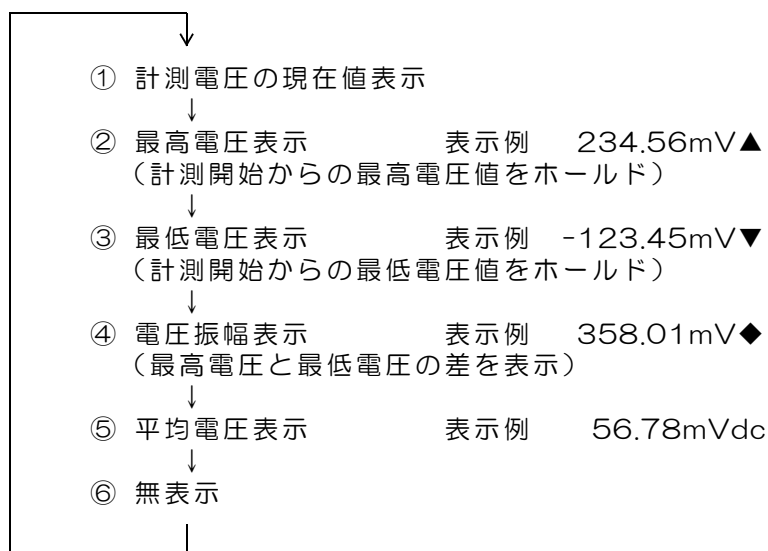 ① 計測電圧の現在値表示
↓
② 最高電圧表示 表示例 234.56mV▲
（計測開始からの最高電圧値をホールド）
↓
③ 最低電圧表示 表示例 -123.45mV▼
（計測開始からの最低電圧値をホールド）
↓
④ 電圧振幅表示 表示例 358.01mV◆
（最高電圧と最低電圧の差を表示）
↓
⑤ 平均電圧表示 表示例 56.78mVdc
↓
⑥ 無表示